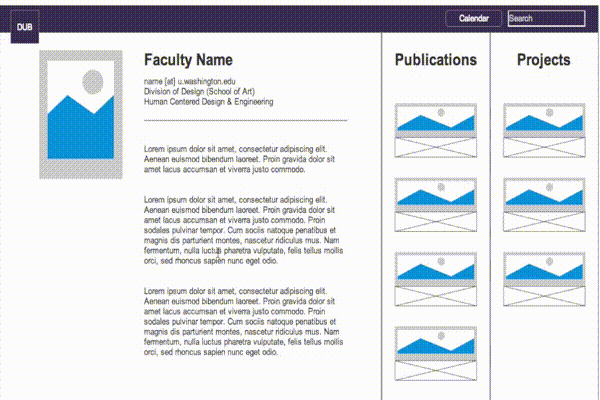 DUB
Calendar
Search
Faculty Name
name [at] u.washington.edu
Division of Design (School of Art)
Human Centered Design & Engineering
Lorem ipsum dolor sit amet, consectetur adipiscing elit.
Aenean euismod bibendum laoreet. Proin gravida dolor sit
amet lacus accumsan et viverra justo commodo.
Lorem ipsum dolor sit amet, consectetur adipiscing elit.
Aenean euismod bibendum laoreet. Proin gravida dolor sit
amet lacus accumsan et viverra justo commodo. Proin
sodales pulvinar tempor. Cum sociis natoque penatibus et
magnis dis parturient montes, nascetur ridiculus mus. Nam
fermentum, nulla luctus pharetra vulputate, felis tellus mollis
orci, sed rhoncus sapien nunc eget odio.
Lorem ipsum dolor sit amet, consectetur adipiscing elit.
Aenean euismod bibendum laoreet. Proin gravida dolor sit
amet lacus accumsan et viverra justo commodo. Proin
sodales pulvinar tempor. Cum sociis natoque penatibus et
magnis dis parturient montes, nascetur ridiculus mus. Nam
fermentum, nulla luctus pharetra vulputate, felis tellus mollis
orci, sed rhoncus sapien nunc eget odio.
Publications
Projects